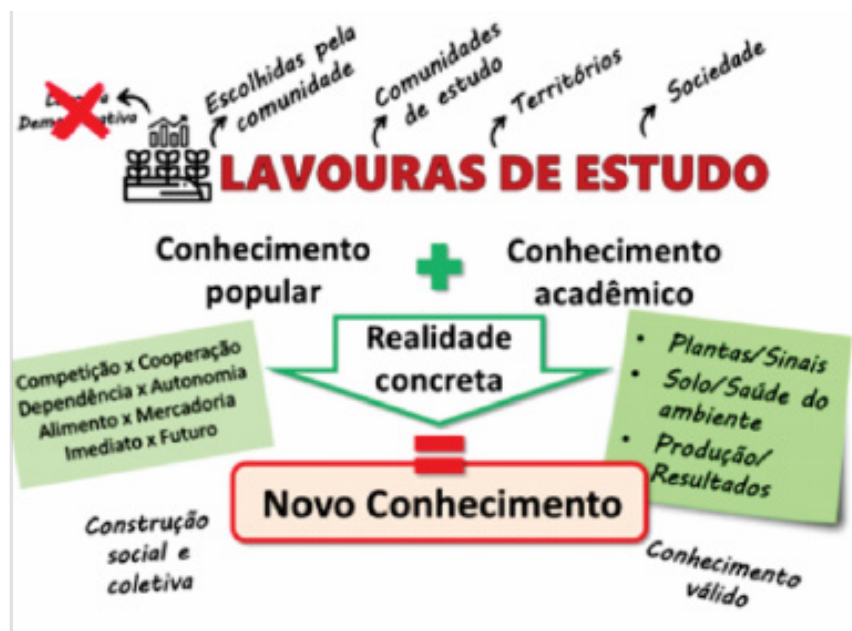 Escolhidas pela
comunidade
Comunidades
de estudo
Territórios
Sociedade
LAVOURAS DE ESTUDO
Conhecimento
popular
Conhecimento
acadêmico
Realidade
concreta
Competição x Cooperação
Dependência x Autonomia
Alimento x Mercadoria
Imediato x Futuro
• Plantas/Sinais
• Solo/Saúde do
ambiente
• Produção/
Resultados
Novo Conhecimento
Construção
social e
coletiva
Conhecimento
válido